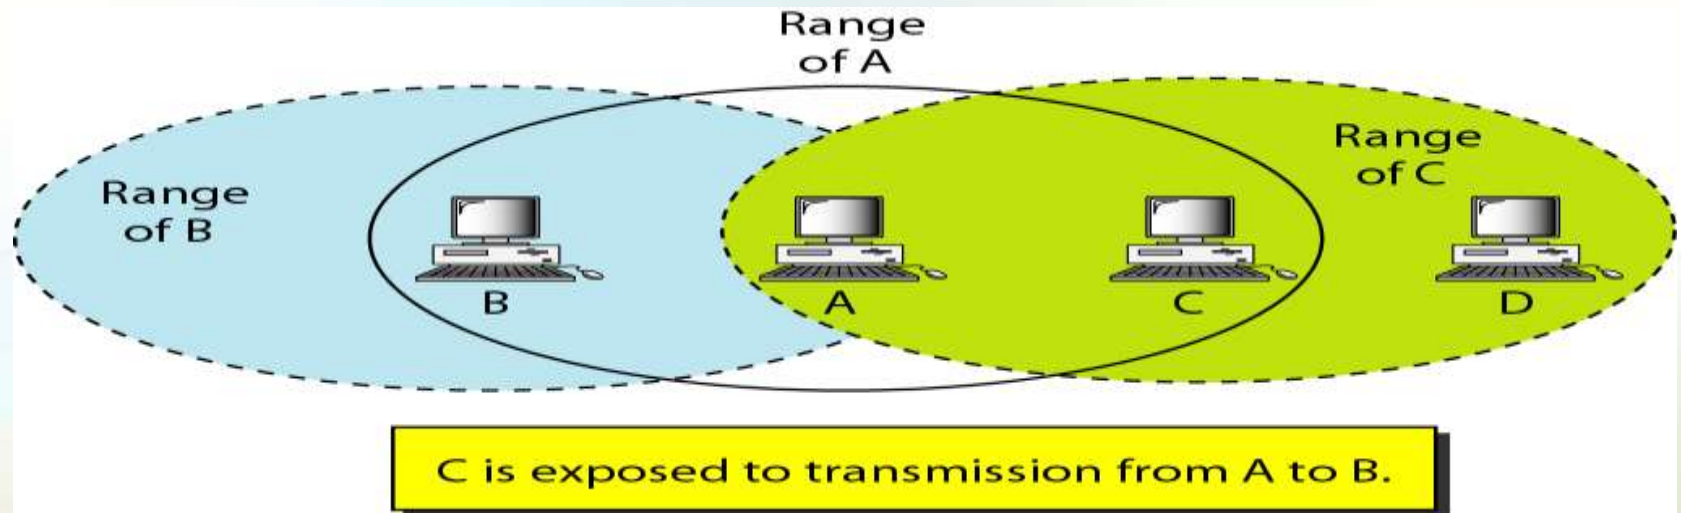 Range
of A
Range
of B
Range
of C
B
A
C
D
C is exposed to transmission from A to B.